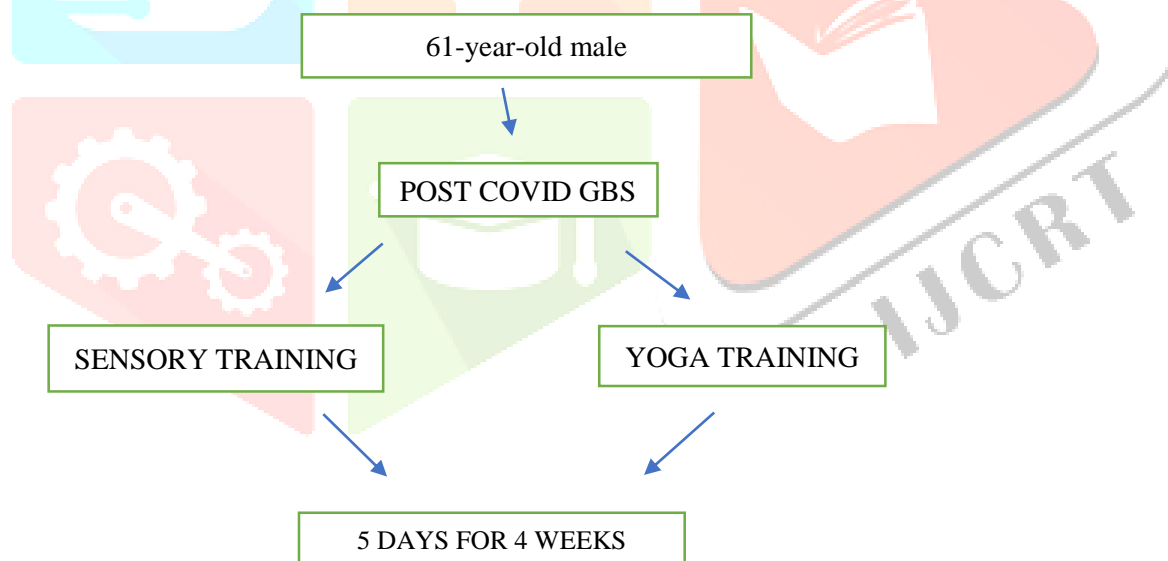 61-year-old male
POST COVID GBS
IJCRT
SENSORY TRAINING
YOGA TRAINING
5 DAYS FOR 4 WEEKS